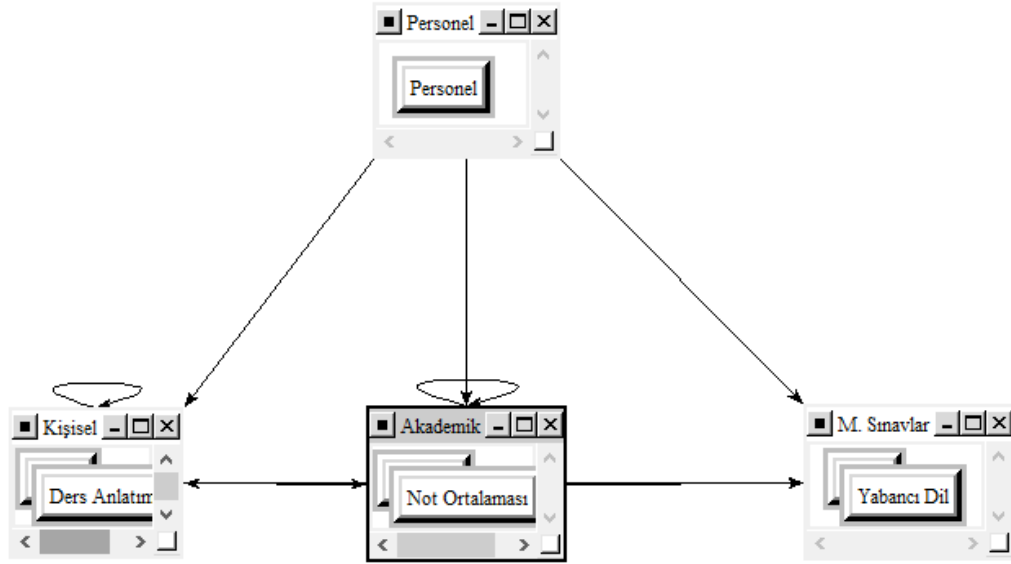 Personel
Personel
Kişisel
Ders Anlatım
Akademik
Not Ortalaması
M. Sınavlar
Yabancı Dil